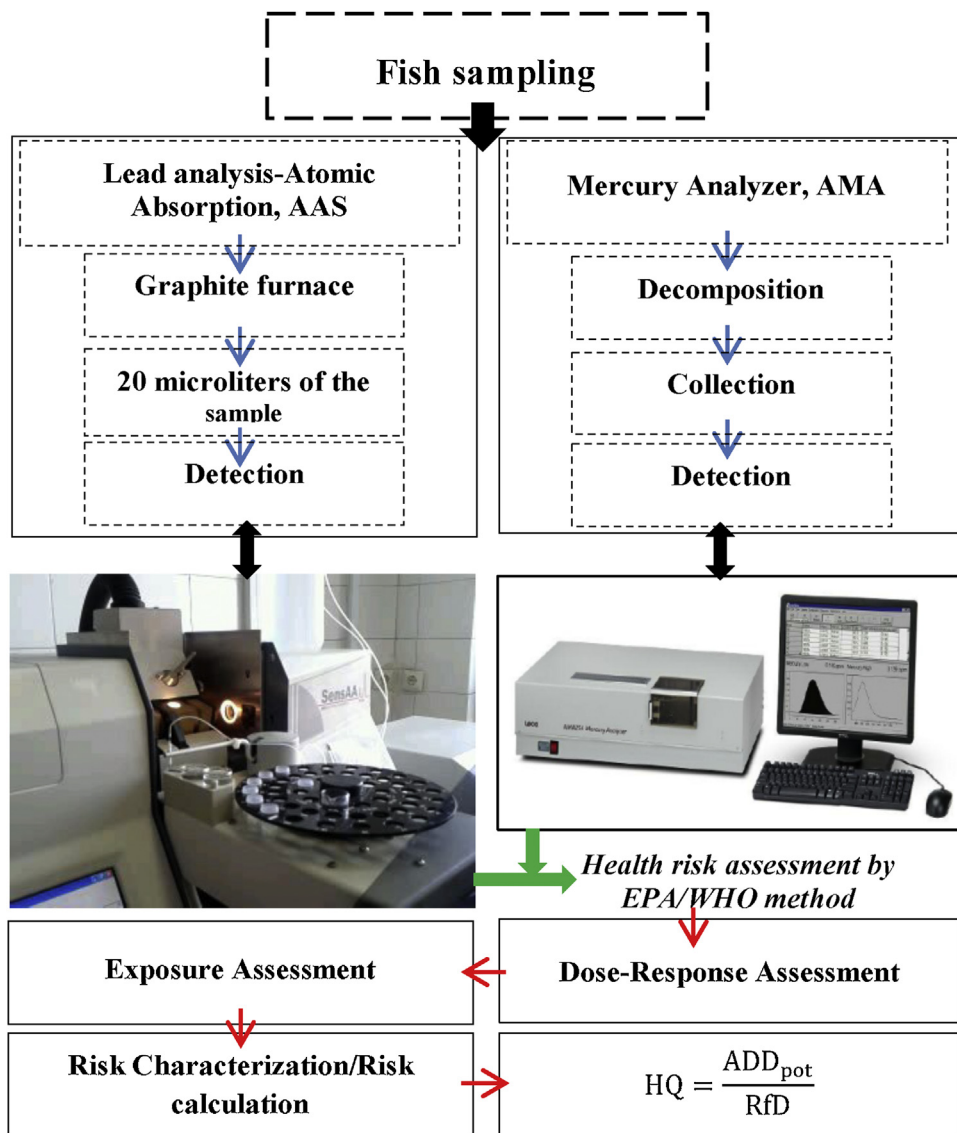 Fish sampling
Lead analysis-Atomic
Absorption, AAS
Graphite furnace
20 microliters of the
sample
Detection
Mercury Analyzer, AMA
Decomposition
Collection
Detection
SensAA
Health risk assessment by
EPA/WHO method
Dose-Response Assessment
Exposure Assessment
Risk Characterization/Risk
calculation
HQ = ADDpot / RfD